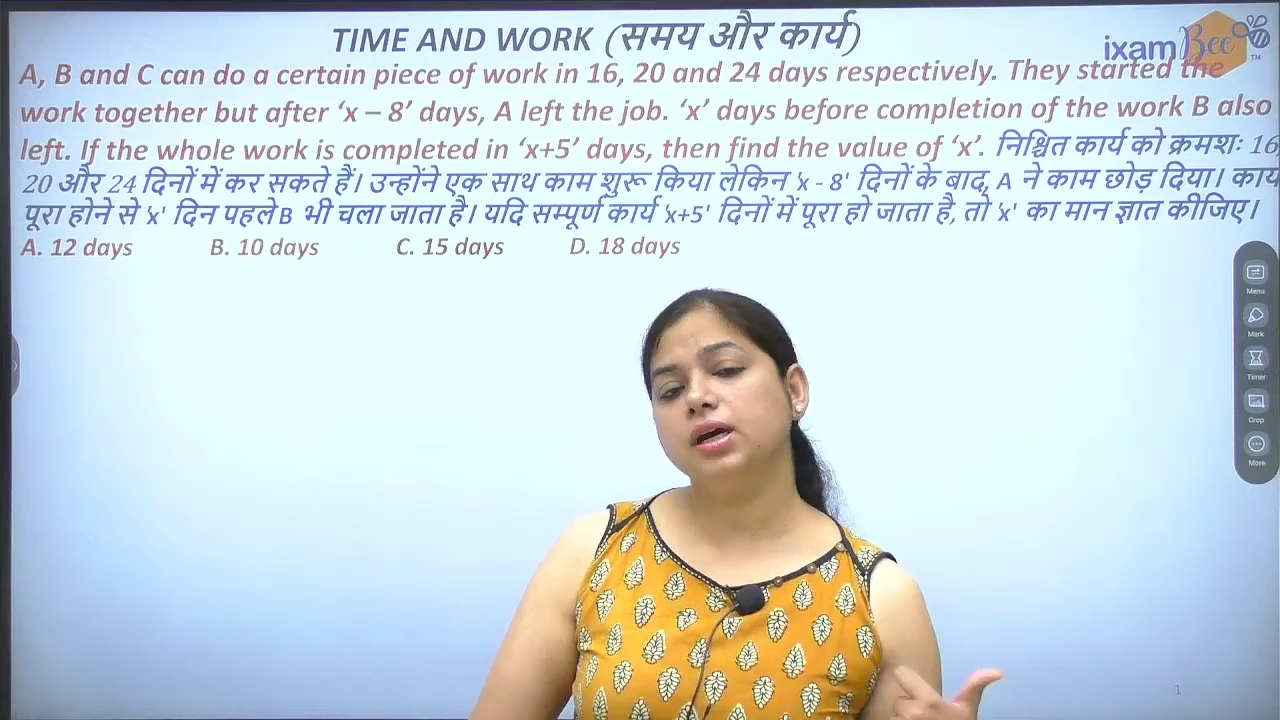 TIME AND WORK (समय और कार्य)
ixamBee™
A, B and C can do a certain piece of work in 16, 20 and 24 days respectively. They started the
work together but after ‘x – 8’ days, A left the job. ‘x’ days before completion of the work B also
left. If the whole work is completed in ‘x+5’ days, then find the value of ‘x’. निश्चित कार्य को क्रमशः 16
20 और 24 दिनों में कर सकते हैं। उन्होंने एक साथ काम शुरू किया लेकिन 'x - 8' दिनों के बाद, A ने काम छोड़ दिया। कार्य
पूरा होने से 'x' दिन पहले B भी चला जाता है। यदि सम्पूर्ण कार्य 'x+5' दिनों में पूरा हो जाता है, तो 'x' का मान ज्ञात कीजिए।
A. 12 days B. 10 days C. 15 days D. 18 days
Menu
Mark
Timer
Crop
More
1